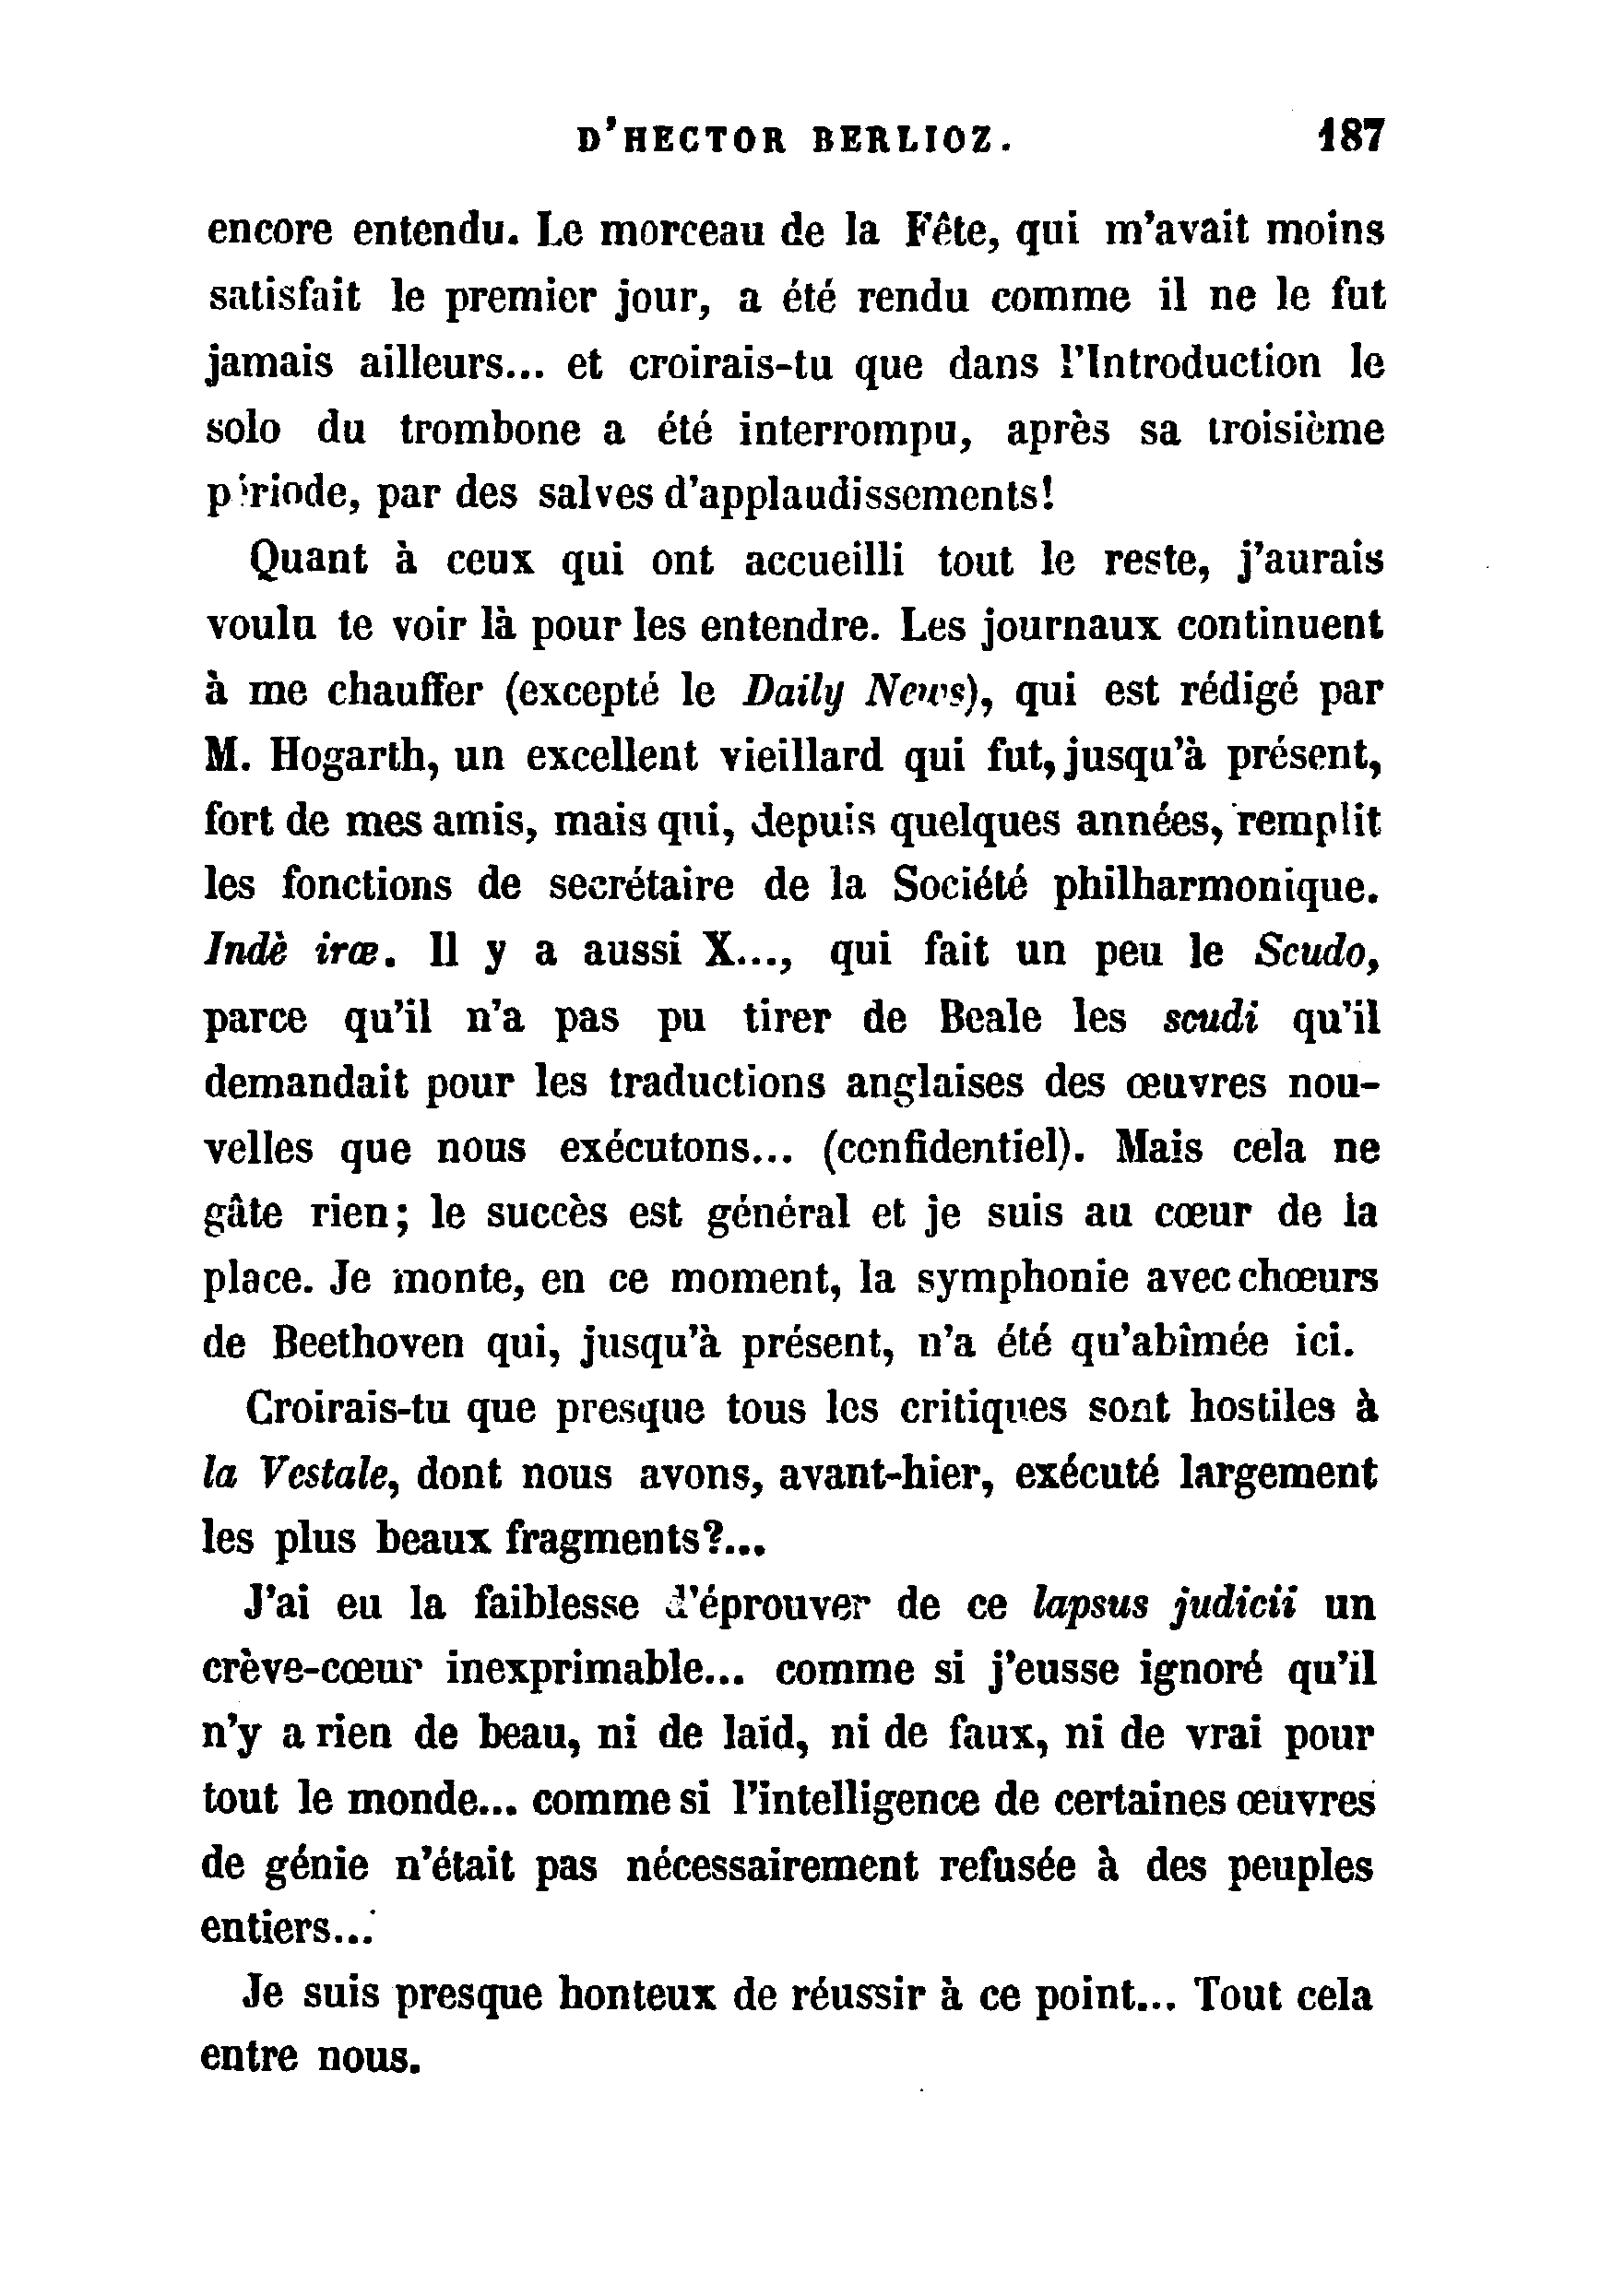 D'HECTOR BERLIOZ. 187
encore entendu. Le morceau de la Fête, qui m'avait moins
satisfait le premier jour, a été rendu comme il ne le fut
jamais ailleurs... et croirais-tu que dans l'Introduction le
solo du trombone a été interrompu, après sa troisième
période, par des salves d'applaudissements!
Quant à ceux qui ont accueilli tout le reste, j'aurais
voulu te voir là pour les entendre. Les journaux continuent
à me chauffer (excepté le Daily News), qui est rédigé par
M. Hogarth, un excellent vieillard qui fut, jusqu'à présent,
fort de mes amis, mais qui, depuis quelques années, remplit
les fonctions de secrétaire de la Société philharmonique.
Indè iræ. Il y a aussi X..., qui fait un peu le Scudo,
parce qu'il n'a pas pu tirer de Beale les scudi qu'il
demandait pour les traductions anglaises des œuvres nou-
velles que nous exécutons... (confidentiel). Mais cela ne
gâte rien; le succès est général et je suis au cœur de la
place. Je monte, en ce moment, la symphonie avec chœurs
de Beethoven qui, jusqu'à présent, n'a été qu'abîmée ici.
Croirais-tu que presque tous les critiques sont hostiles à
la Vestale, dont nous avons, avant-hier, exécuté largement
les plus beaux fragments?...
J'ai eu la faiblesse d'éprouver de ce lapsus judicii un
crève-cœur inexprimable... comme si j'eusse ignoré qu'il
n'y a rien de beau, ni de laid, ni de faux, ni de vrai pour
tout le monde... comme si l'intelligence de certaines œuvres
de génie n'était pas nécessairement refusée à des peuples
entiers...
Je suis presque honteux de réussir à ce point... Tout cela
entre nous.